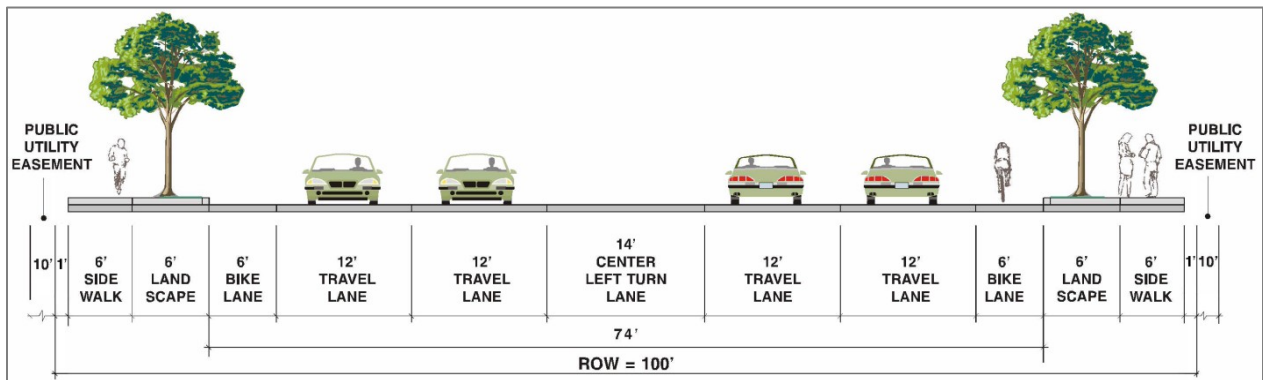 PUBLIC
UTILITY
EASEMENT
PUBLIC
UTILITY
EASEMENT
10'
1'
6'
SIDE
WALK
6'
LAND
SCAPE
6'
BIKE
LANE
12'
TRAVEL
LANE
12'
TRAVEL
LANE
14'
CENTER
LEFT TURN
LANE
12'
TRAVEL
LANE
12'
TRAVEL
LANE
6'
BIKE
LANE
6'
LAND
SCAPE
6'
SIDE
WALK
1'
10'
74'
ROW = 100'